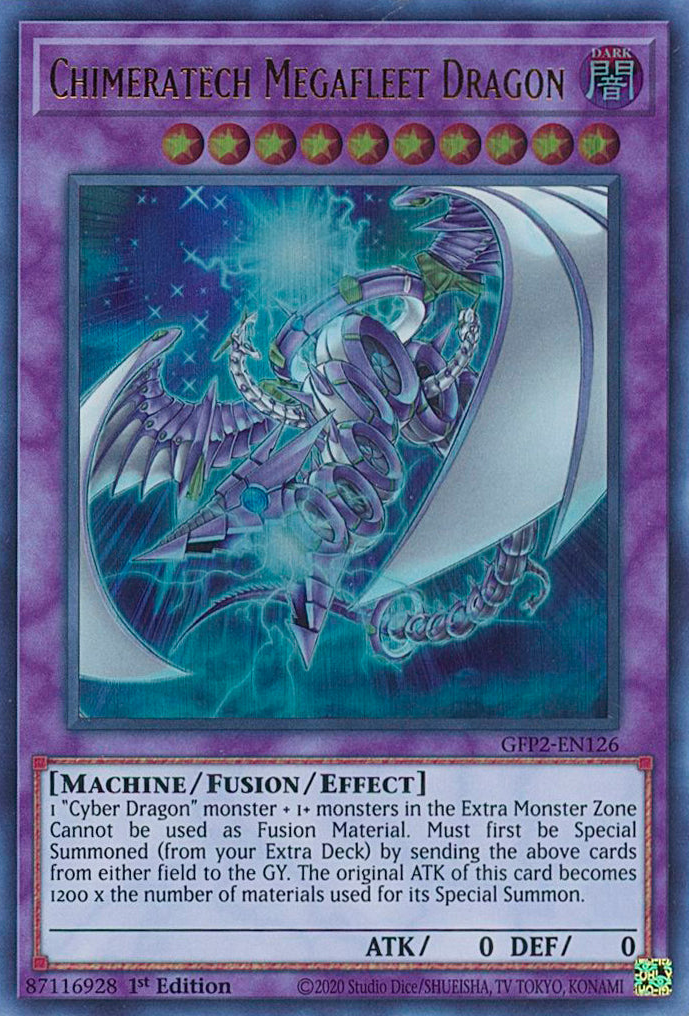 Chimeratech Megafleet Dragon
DARK
闇
GFP2-EN126
[Machine/Fusion/Effect]
1 "Cyber Dragon" monster + 1+ monsters in the Extra Monster Zone
Cannot be used as Fusion Material. Must first be Special
Summoned (from your Extra Deck) by sending the above cards
from either field to the GY. The original ATK of this card becomes
1200 x the number of materials used for its Special Summon.
ATK/ 0 DEF/ 0
87116928 1st Edition ©2020 Studio Dice/SHUEISHA, TV TOKYO, KONAMI